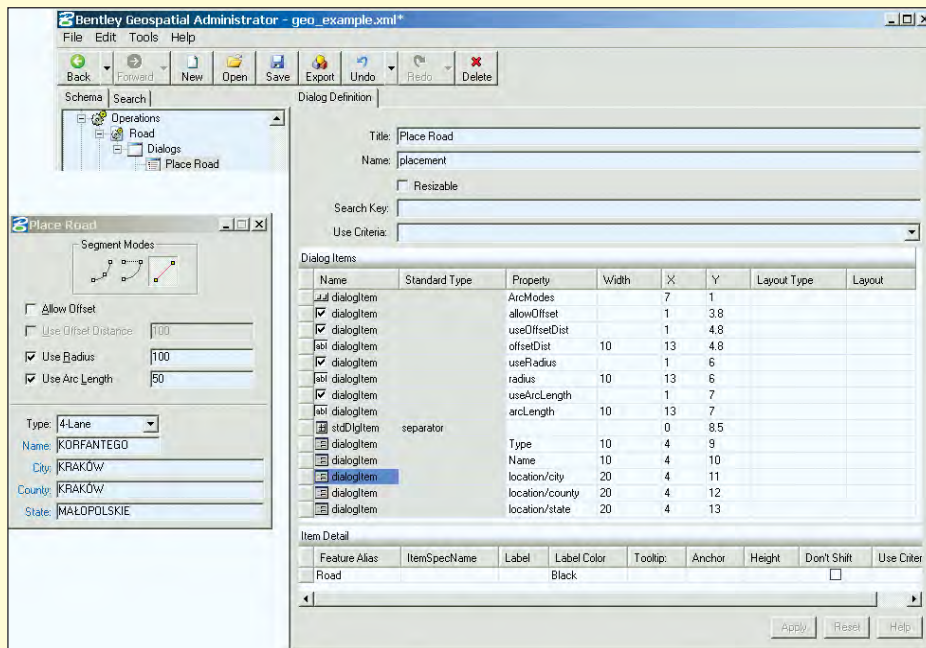 Bentley Geospatial Administrator - geo_example.xml*
File Edit Tools Help
Back Forward New Open Save Export Undo Redo Delete
Schema Search
Operations
Road
Dialogs
Place Road
Dialog Definition
Title: Place Road
Name: placement
Resizable
Search Key:
Use Criteria:
Place Road
Segment Modes
Allow Offset
Use Offset Distance 100
Use Radius 100
Use Arc Length 50
Type: 4-Lane
Name: KORFANTEGO
City: KRAKÓW
County: KRAKÓW
State: MAŁOPOLSKIE
Dialog Items
Name Standard Type Property Width X Y Layout Type Layout
dialogItem ArcModes 7 1
dialogItem allowOffset 1 3.8
dialogItem useOffsetDist 1 4.8
abl dialogItem offsetDist 10 13 4.8
dialogItem useRadius 1 6
abl dialogItem radius 10 13 6
dialogItem useArcLength 1 7
abl dialogItem arcLength 10 13 7
stdDlgItem separator 0 8.5
dialogItem Type 10 4 9
dialogItem Name 10 4 10
dialogItem location/city 20 4 11
dialogItem location/county 20 4 12
dialogItem location/state 20 4 13
Item Detail
Feature Alias ItemSpecName Label Label Color Tooltip: Anchor Height Don't Shift Use Criter
Road Black
Apply Reset Help